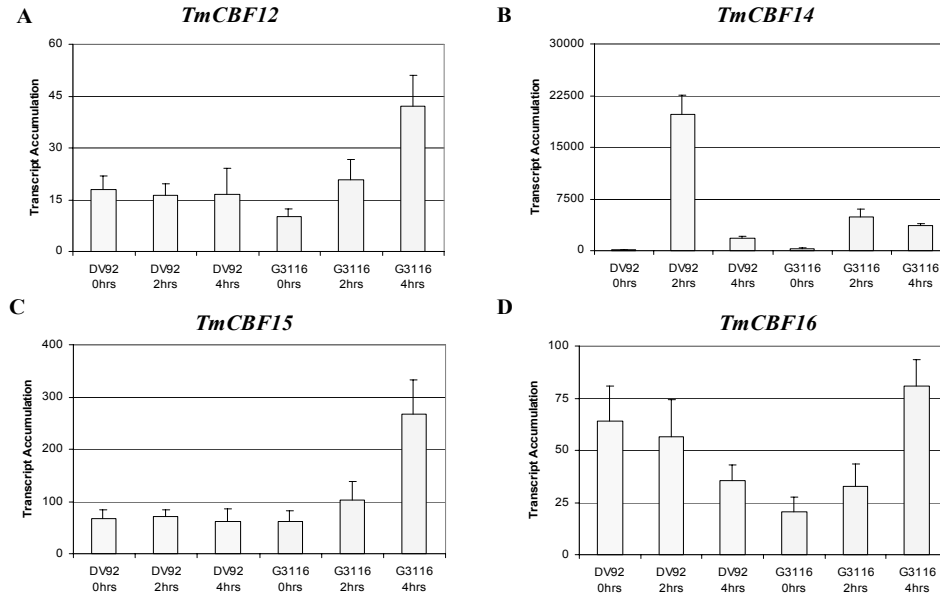 A
TmCBF12
Transcript Accumulation
60
45
30
15
0
DV92 DV92 DV92 G3116 G3116 G3116
0hrs 2hrs 4hrs 0hrs 2hrs 4hrs
B
TmCBF14
Transcript Accumulation
30000
22500
15000
7500
0
DV92 DV92 DV92 G3116 G3116 G3116
0hrs 2hrs 4hrs 0hrs 2hrs 4hrs
C
TmCBF15
Transcript Accumulation
400
300
200
100
0
DV92 DV92 DV92 G3116 G3116 G3116
0hrs 2hrs 4hrs 0hrs 2hrs 4hrs
D
TmCBF16
Transcript Accumulation
100
75
50
25
0
DV92 DV92 DV92 G3116 G3116 G3116
0hrs 2hrs 4hrs 0hrs 2hrs 4hrs